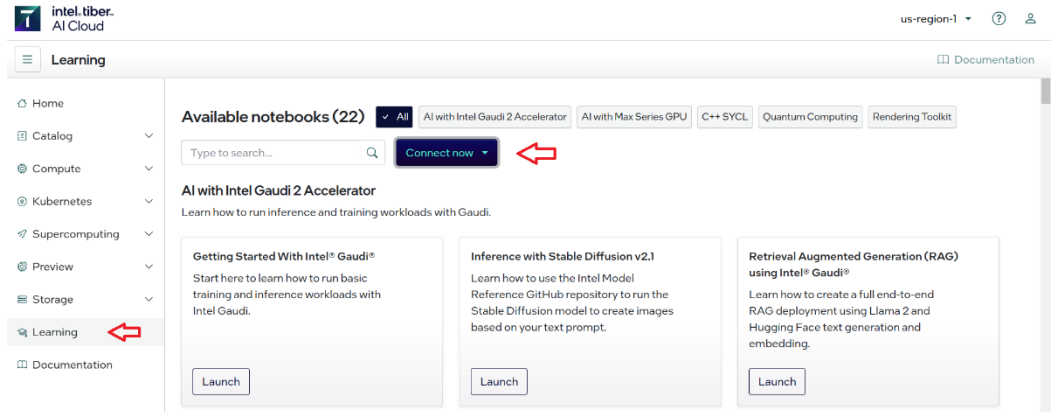 intel. tiber.
AI Cloud
us-region-1
?
Learning
Documentation
Home
Catalog
Compute
Kubernetes
Supercomputing
Preview
Storage
Learning
Documentation
Available notebooks (22)
All
AI with Intel Gaudi 2 Accelerator
AI with Max Series GPU
C++ SYCL
Quantum Computing
Rendering Toolkit
Type to search...
Connect now
AI with Intel Gaudi 2 Accelerator
Learn how to run inference and training workloads with Gaudi.
Getting Started With Intel® Gaudi®
Start here to learn how to run basic
training and inference workloads with
Intel Gaudi.
Launch
Inference with Stable Diffusion v2.1
Learn how to use the Intel Model
Reference GitHub repository to run the
Stable Diffusion model to create images
based on your text prompt.
Launch
Retrieval Augmented Generation (RAG)
using Intel® Gaudi®
Learn how to create a full end-to-end
RAG deployment using Llama 2 and
Hugging Face text generation and
embedding.
Launch